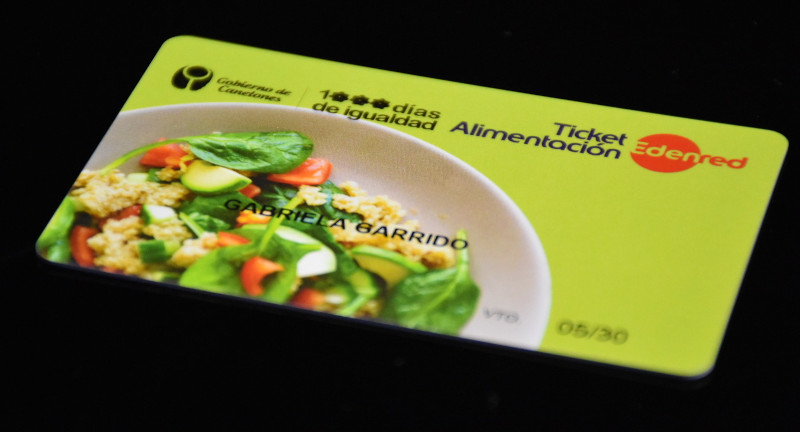 Gobierno de
Canelones
1000 días
de igualdad
Ticket
Alimentación
Edenred
GABRIELA GARRIDO
VTO. 05/30